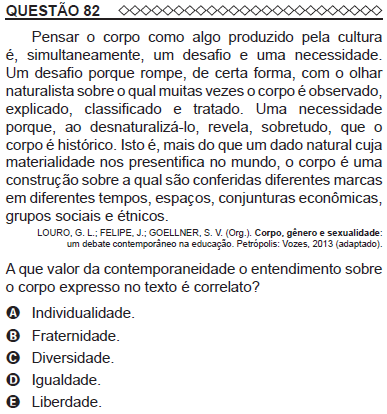 QUESTÃO 82
Pensar o corpo como algo produzido pela cultura
é, simultaneamente, um desafio e uma necessidade.
Um desafio porque rompe, de certa forma, com o olhar
naturalista sobre o qual muitas vezes o corpo é observado,
explicado, classificado e tratado. Uma necessidade
porque, ao desnaturalizá-lo, revela, sobretudo, que o
corpo é histórico. Isto é, mais do que um dado natural cuja
materialidade nos presentifica no mundo, o corpo é uma
construção sobre a qual são conferidas diferentes marcas
em diferentes tempos, espaços, conjunturas econômicas,
grupos sociais e étnicos.
LOURO, G. L.; FELIPE, J.; GOELLNER, S. V. (Org.). Corpo, gênero e sexualidade:
um debate contemporâneo na educação. Petrópolis: Vozes, 2013 (adaptado).
A que valor da contemporaneidade o entendimento sobre
o corpo expresso no texto é correlato?
A Individualidade.
B Fraternidade.
C Diversidade.
D Igualdade.
E Liberdade.